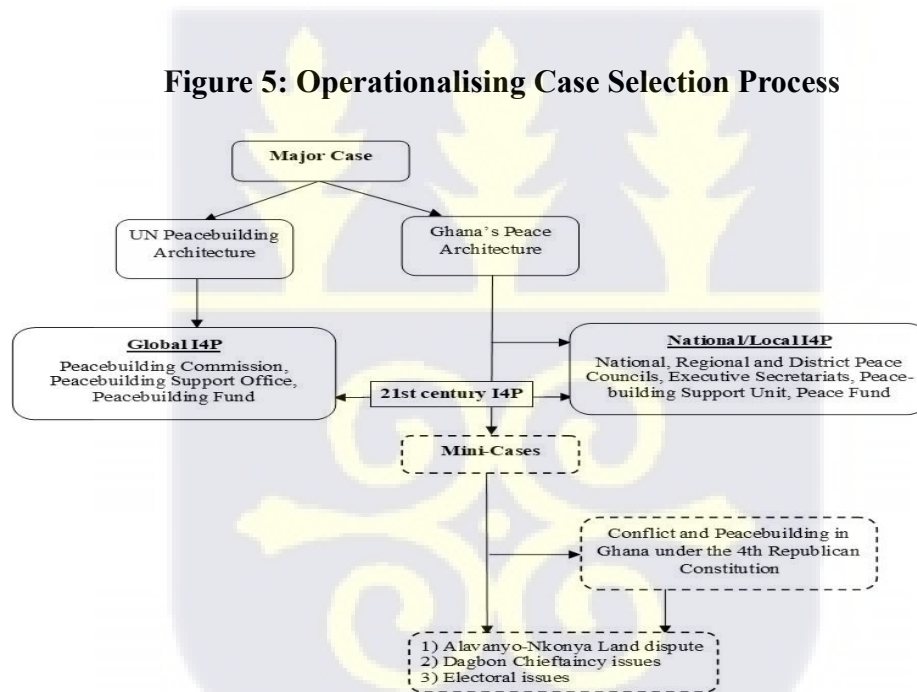 Figure 5: Operationalising Case Selection Process
Major Case
UN Peacebuilding
Architecture
Ghana's Peace
Architecture
Global I4P
Peacebuilding Commission,
Peacebuilding Support Office,
Peacebuilding Fund
National/Local I4P
National, Regional and District Peace
Councils, Executive Secretariats, Peace-
building Support Unit, Peace Fund
21st century I4P
Mini-Cases
Conflict and Peacebuilding in
Ghana under the 4th Republican
Constitution
1) Alavanyo-Nkonya Land dispute
2) Dagbon Chieftaincy issues
3) Electoral issues